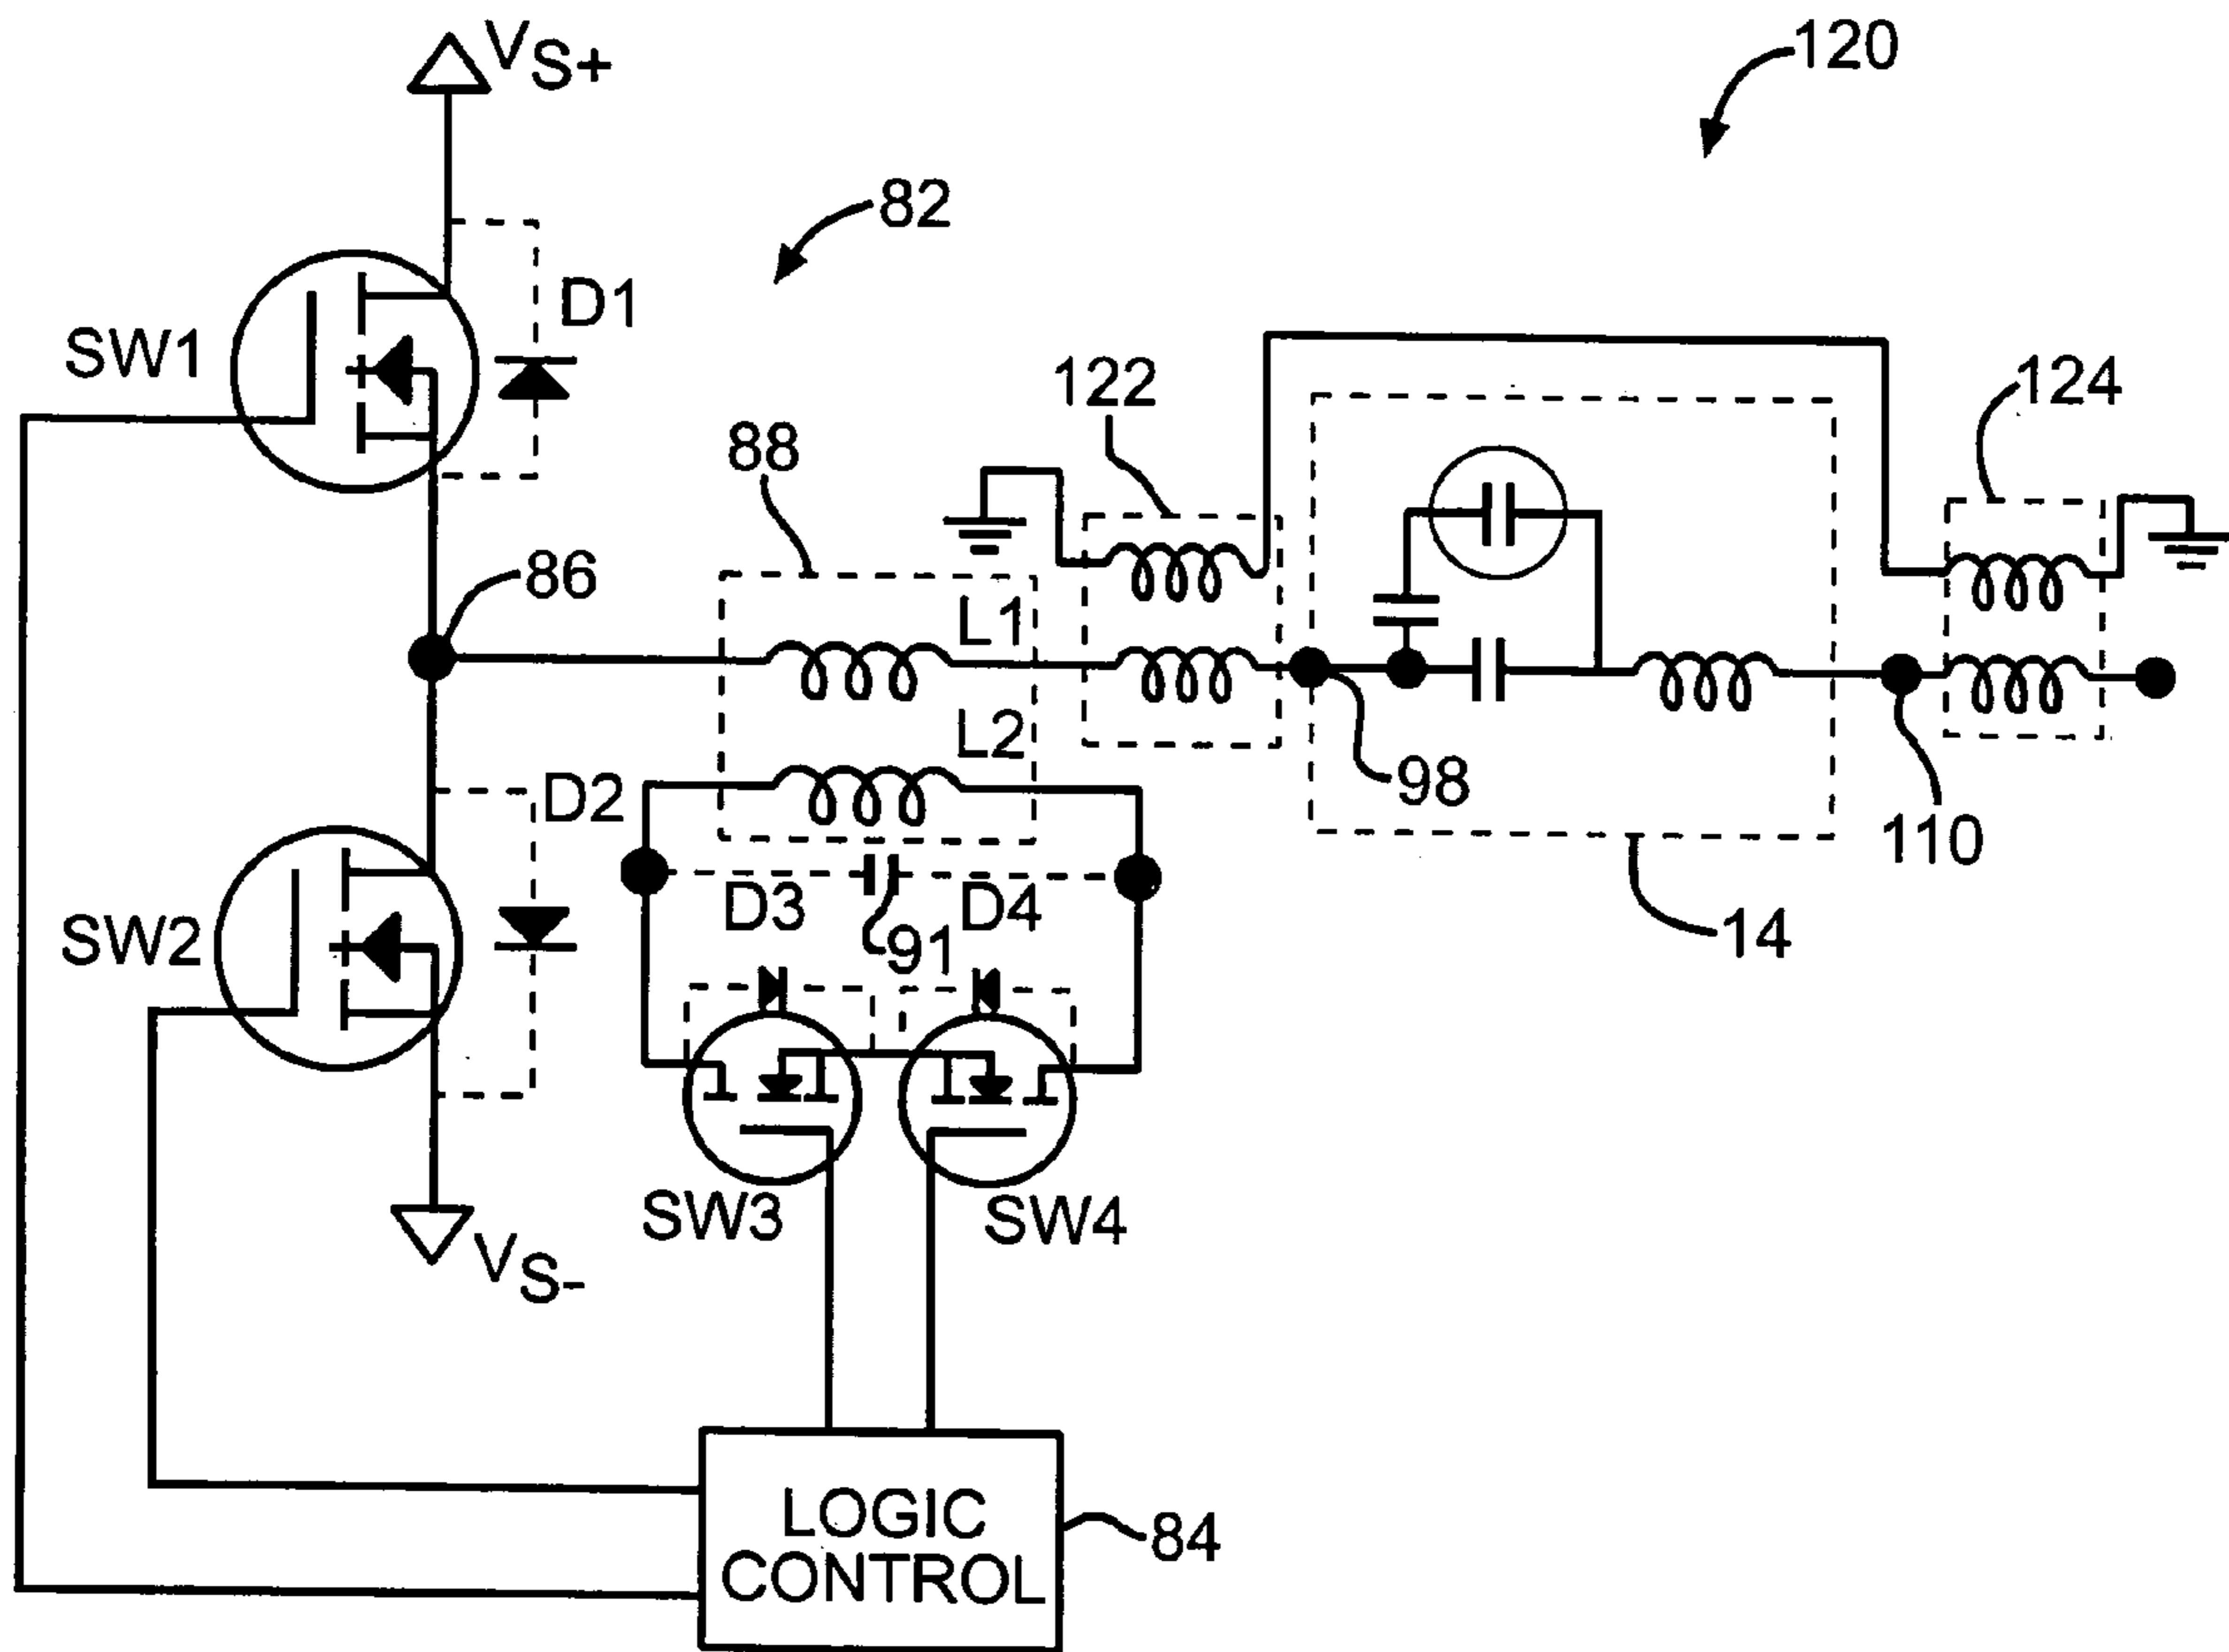 VS+
120
82
D1
SW1
122
124
88
86
L1
L2
98
D2
110
D3
D4
91
14
SW2
SW3
SW4
VS-
LOGIC
CONTROL
84